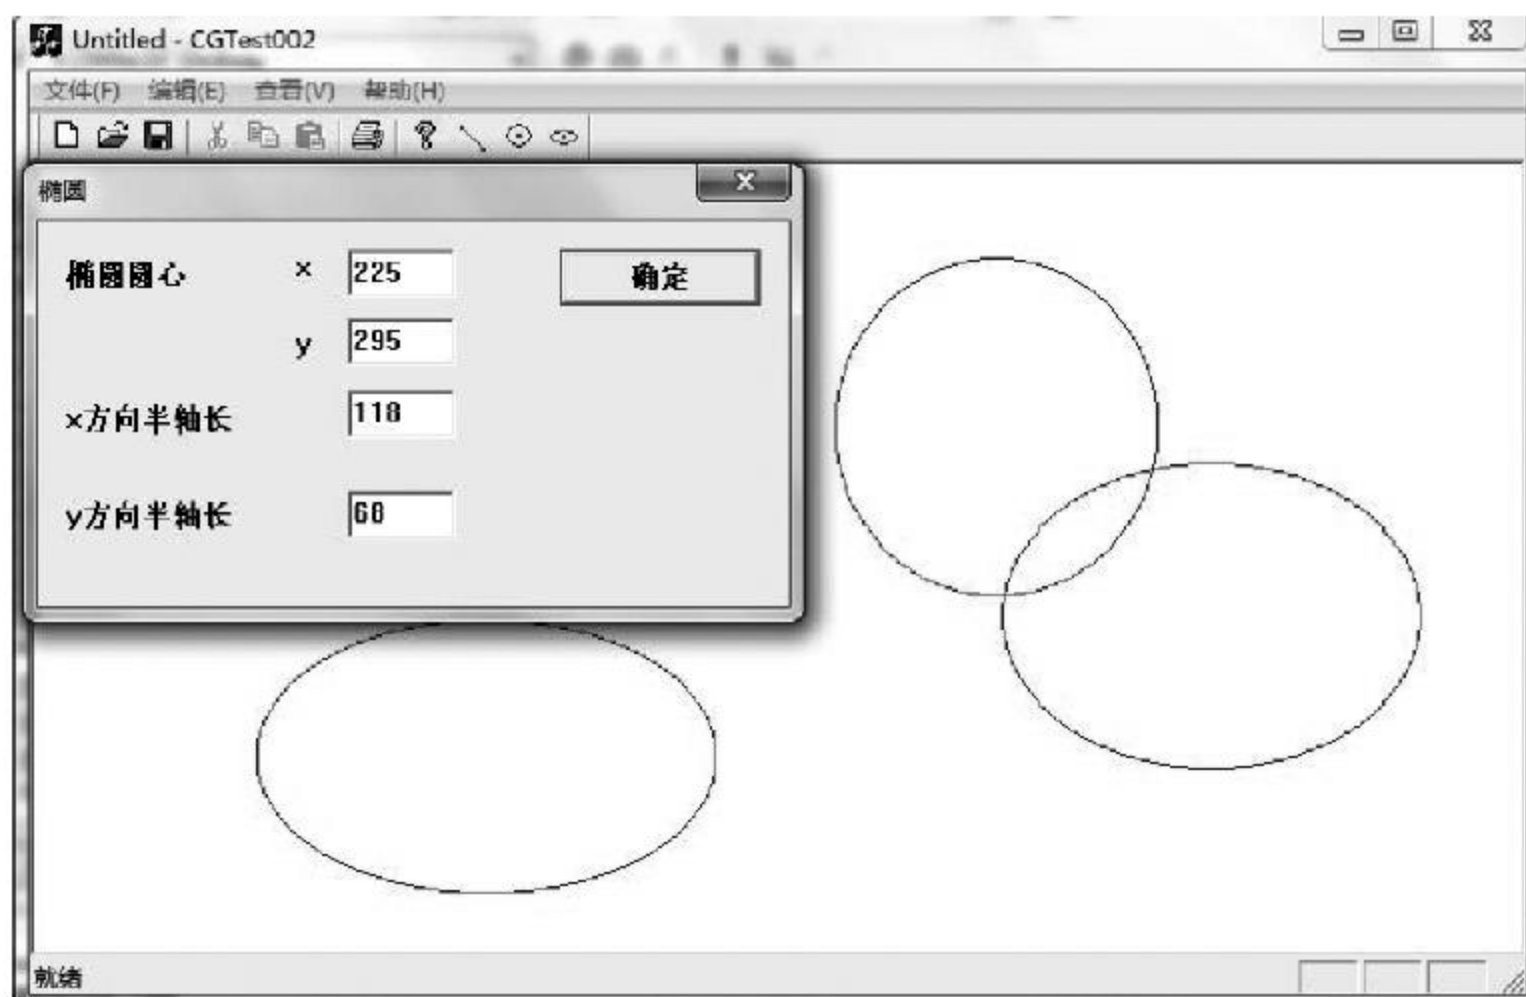 Untitled - CGTest002
文件(F) 编辑(E) 查看(V) 帮助(H)
椭圆
椭圆圆心 x 225 确定
y 295
x方向半轴长 118
y方向半轴长 68
就绪